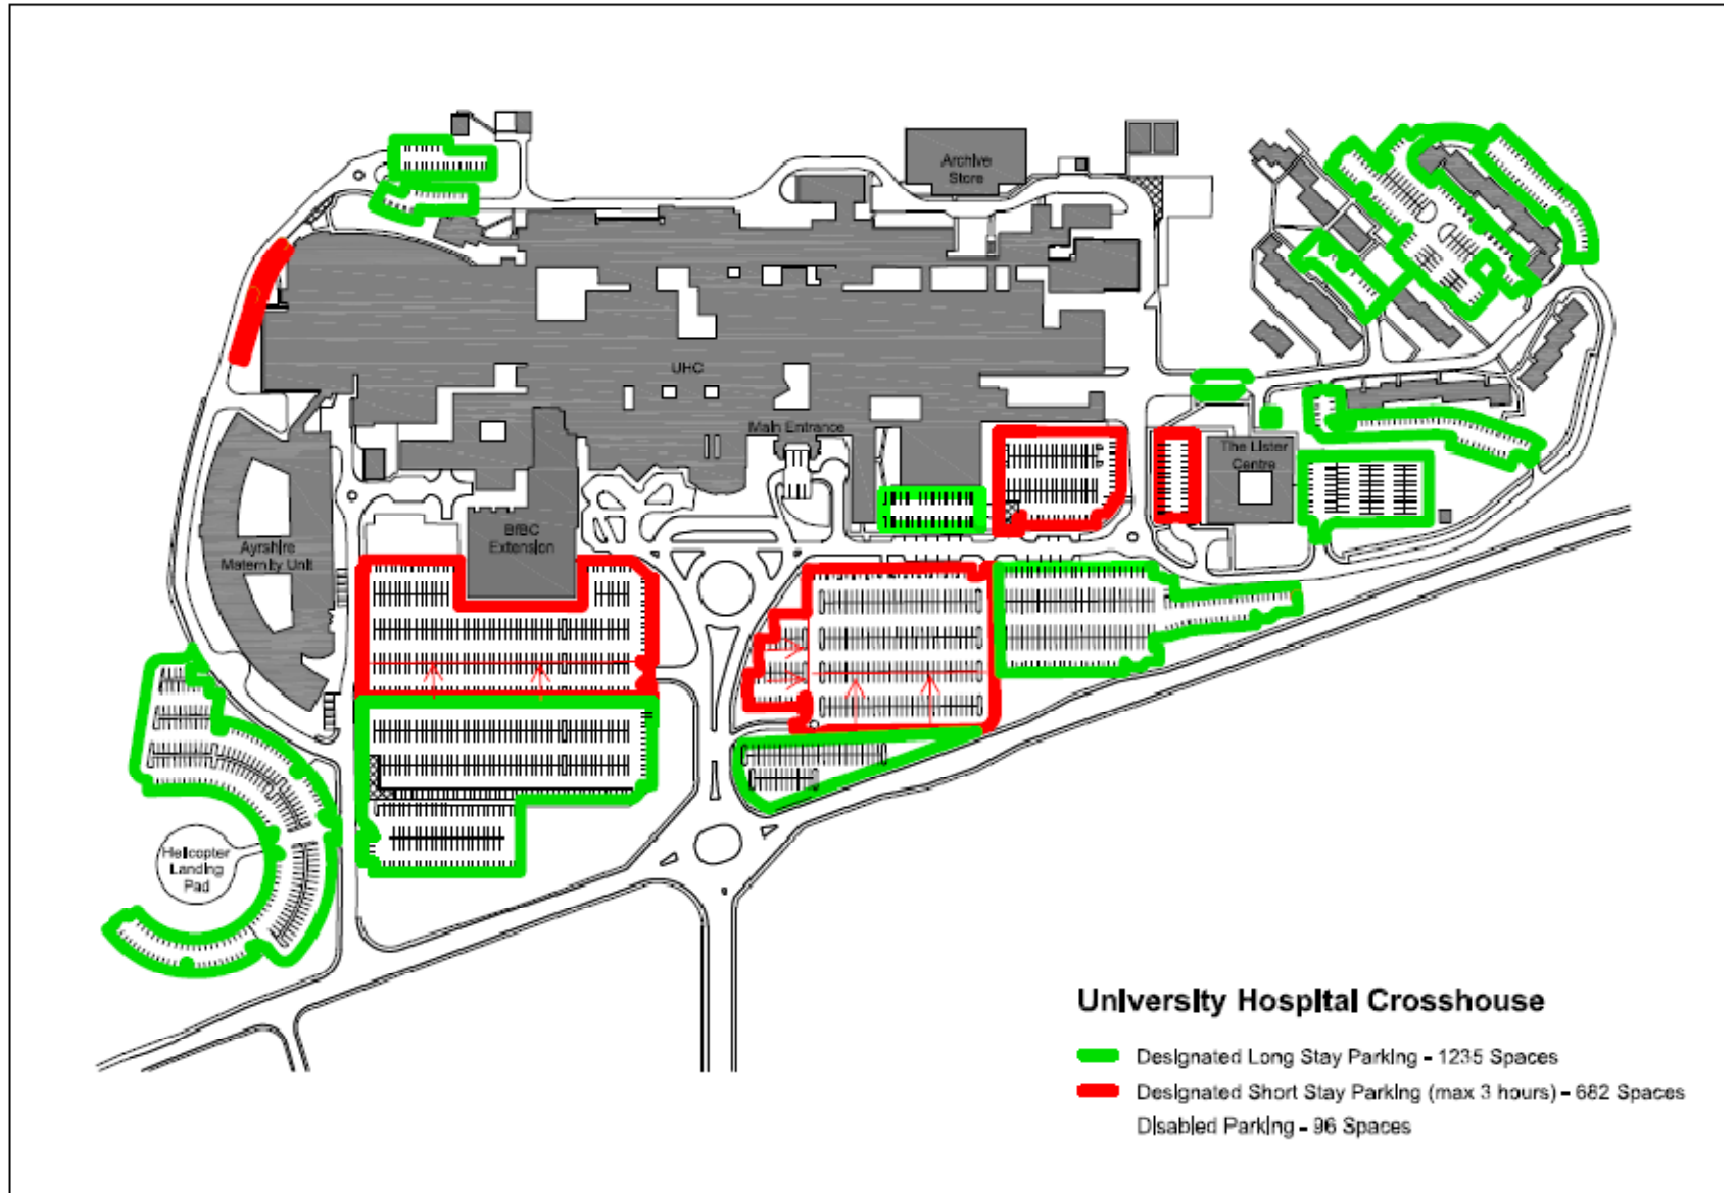 Archive
Store
UHC
Main Entrance
The Lister
Centre
BfBC
Extension
Ayrshire
Maternity Unit
Helicopter
Landing
Pad
University Hospital Crosshouse
Designated Long Stay Parking - 1235 Spaces
Designated Short Stay Parking (max 3 hours) - 682 Spaces
Disabled Parking - 96 Spaces